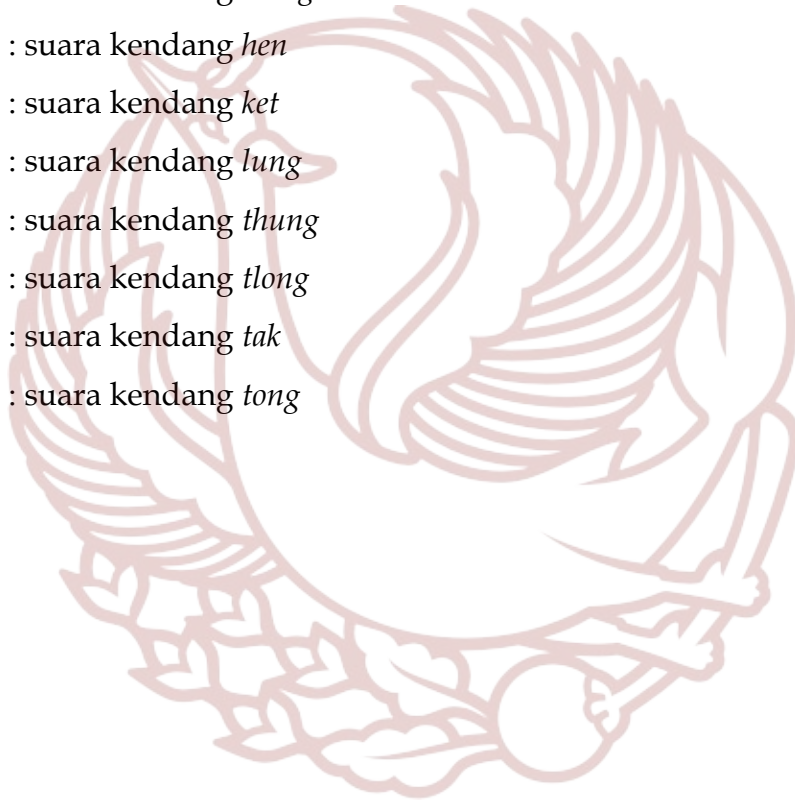 : suara kendang hen
: suara kendang ket
: suara kendang lung
: suara kendang thung
: suara kendang tlong
: suara kendang tak
: suara kendang tong